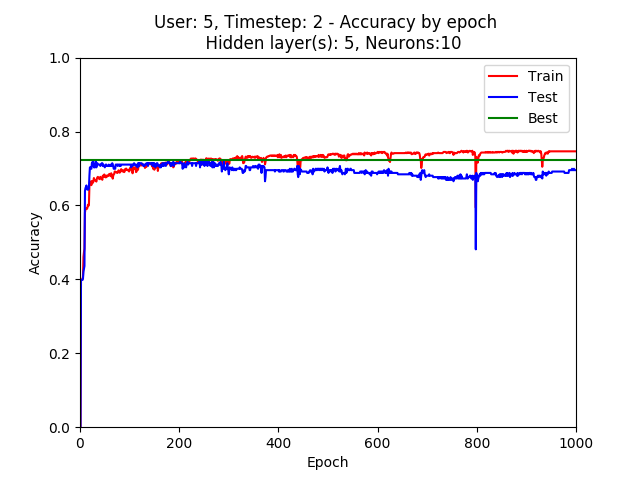 User: 5, Timestep: 2 - Accuracy by epoch
Hidden layer(s): 5, Neurons:10
Train
Test
Best
1.0
0.8
0.6
0.4
0.2
0.0
Accuracy
0
200
400
600
800
1000
Epoch